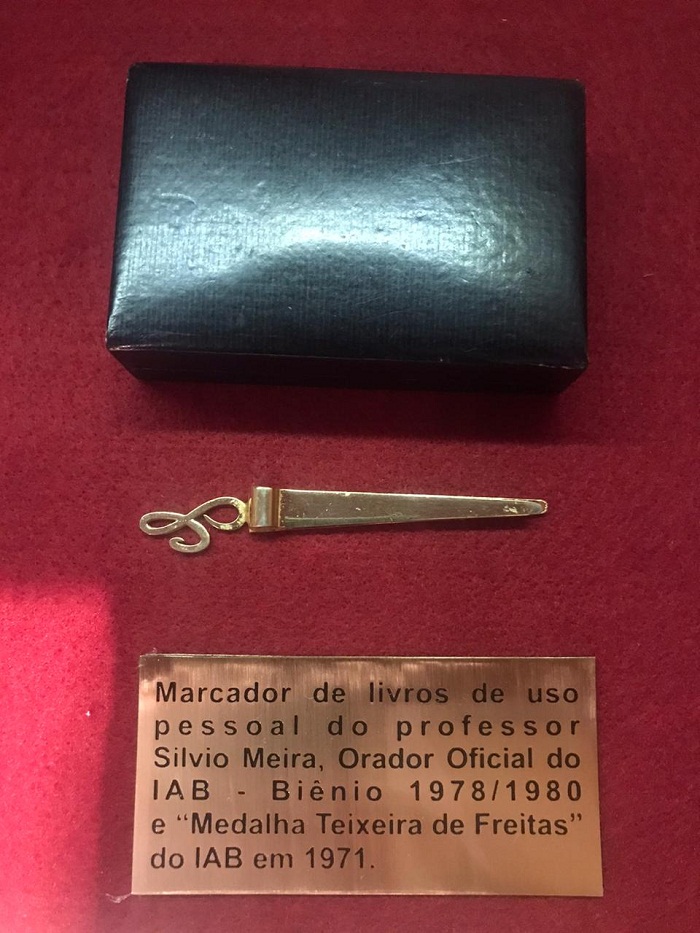 Marcador de livros de uso
pessoal do professor
Silvio Meira, Orador Oficial do
IAB - Biênio 1978/1980
e “Medalha Teixeira de Freitas”
do IAB em 1971.